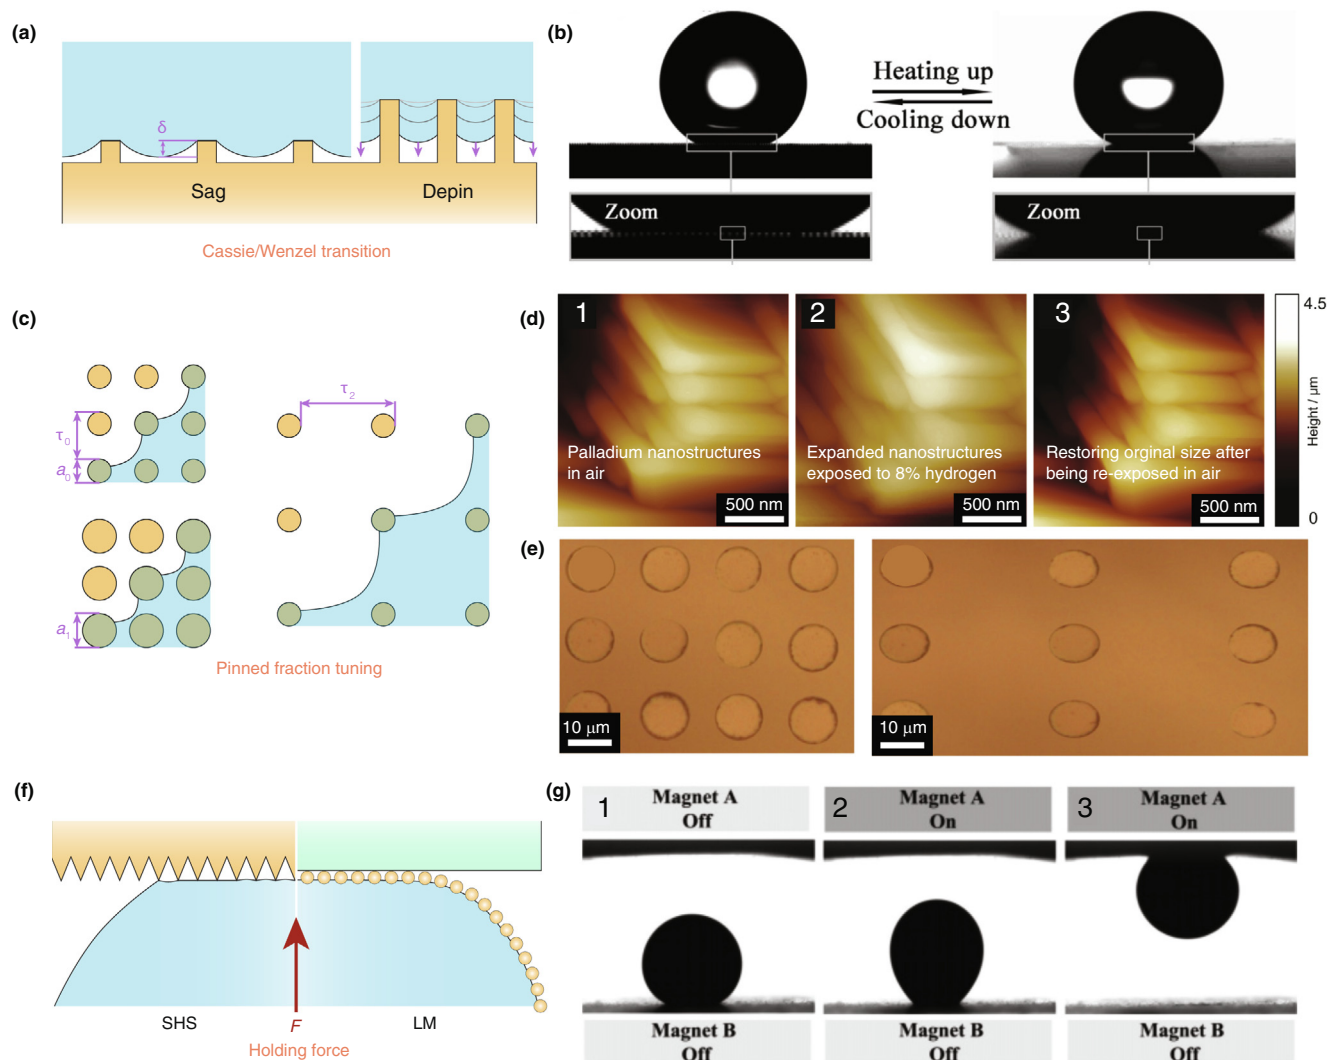 (a)
δ
Sag
Depin
Cassie/Wenzel transition
(b)
Heating up
Cooling down
Zoom
Zoom
(c)
τ0
a0
τ2
a1
Pinned fraction tuning
(d)
1
Palladium nanostructures
in air
500 nm
2
Expanded nanostructures
exposed to 8% hydrogen
500 nm
3
Restoring orginal size after
being re-exposed in air
500 nm
4.5
Height / μm
0
(e)
10 μm
10 μm
(f)
SHS
F
LM
Holding force
(g)
1
Magnet A
Off
Magnet B
Off
2
Magnet A
On
Magnet B
Off
3
Magnet A
On
Magnet B
Off